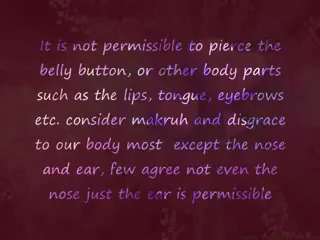 It is not permissible to pierce the
belly button, or other body parts
such as the lips, tongue, eyebrows
etc. consider makruh and disgrace
to our body most except the nose
and ear, few agree not even the
nose just the ear is permissible